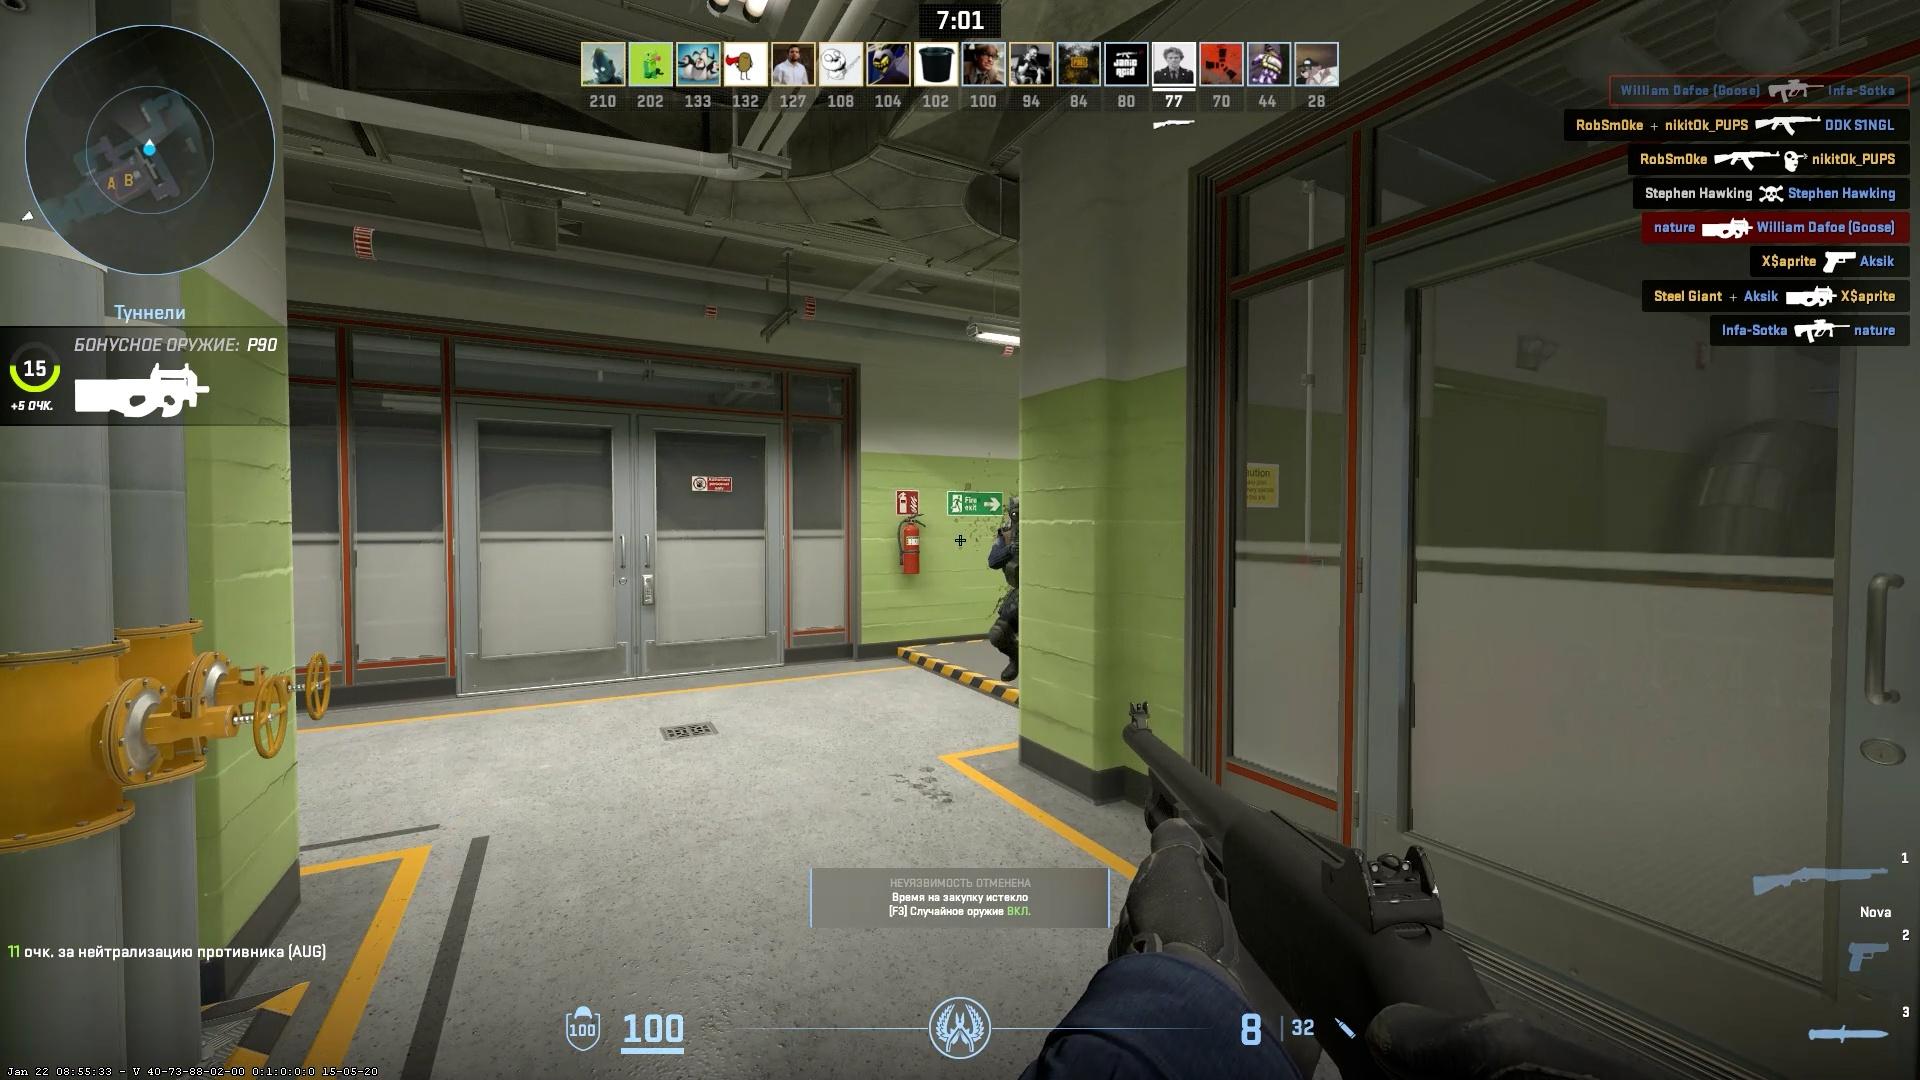 7:01
210 202 133 132 127 108 104 102 100 94 84 80 77 70 44 28
William Dafoe (Goose) Infa-Sotka
RobSm0ke + nikit0k_PUPS DDK S1NGL
RobSm0ke nikit0k_PUPS
Stephen Hawking Stephen Hawking
nature William Dafoe (Goose)
X$aprite Aksik
Steel Giant + Aksik X$aprite
Infa-Sotka nature
A B
Туннели
БОНУСНОЕ ОРУЖИЕ: P90
15
+5 ОЧК.
Fire
exit
НЕУЯЗВИМОСТЬ ОТМЕНЕНА
Время на закупку истекло
[F3] Случайное оружие ВКЛ.
11 очк. за нейтрализацию противника (AUG)
1
Nova
2
3
100 100
8 32
Jan 22 08:55:33 - V 40-73-88-02-00 0:1:0:0:0 15-05-20